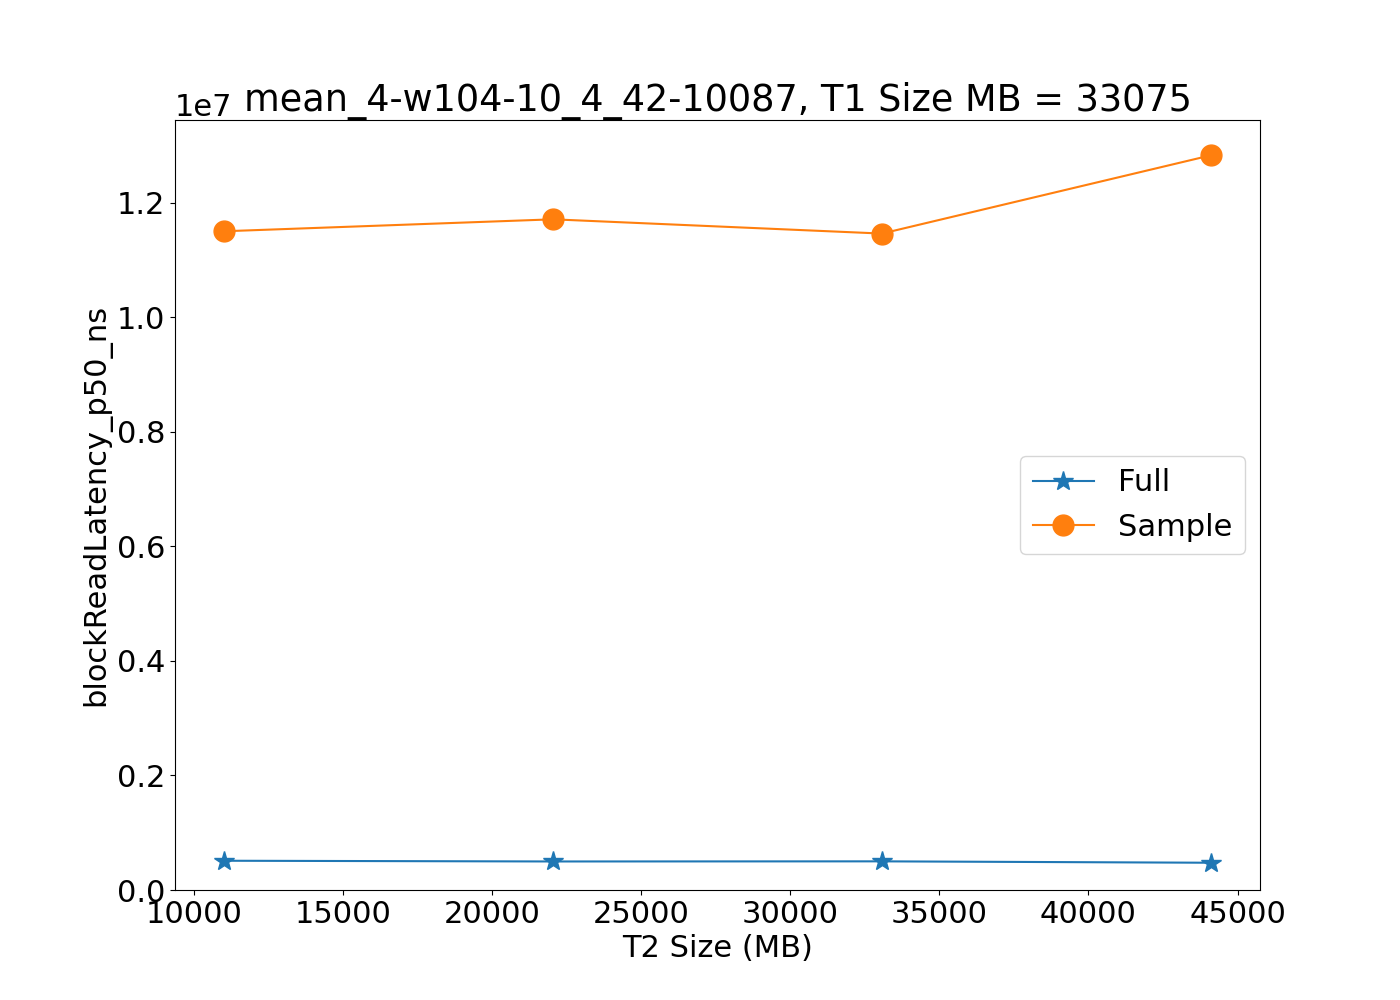 1e7
mean_4-w104-10_4_42-10087, T1 Size MB = 33075
blockReadLatency_p50_ns
1.2
1.0
0.8
0.6
0.4
0.2
0.0
Full
Sample
10000 15000 20000 25000 30000 35000 40000 45000
T2 Size (MB)